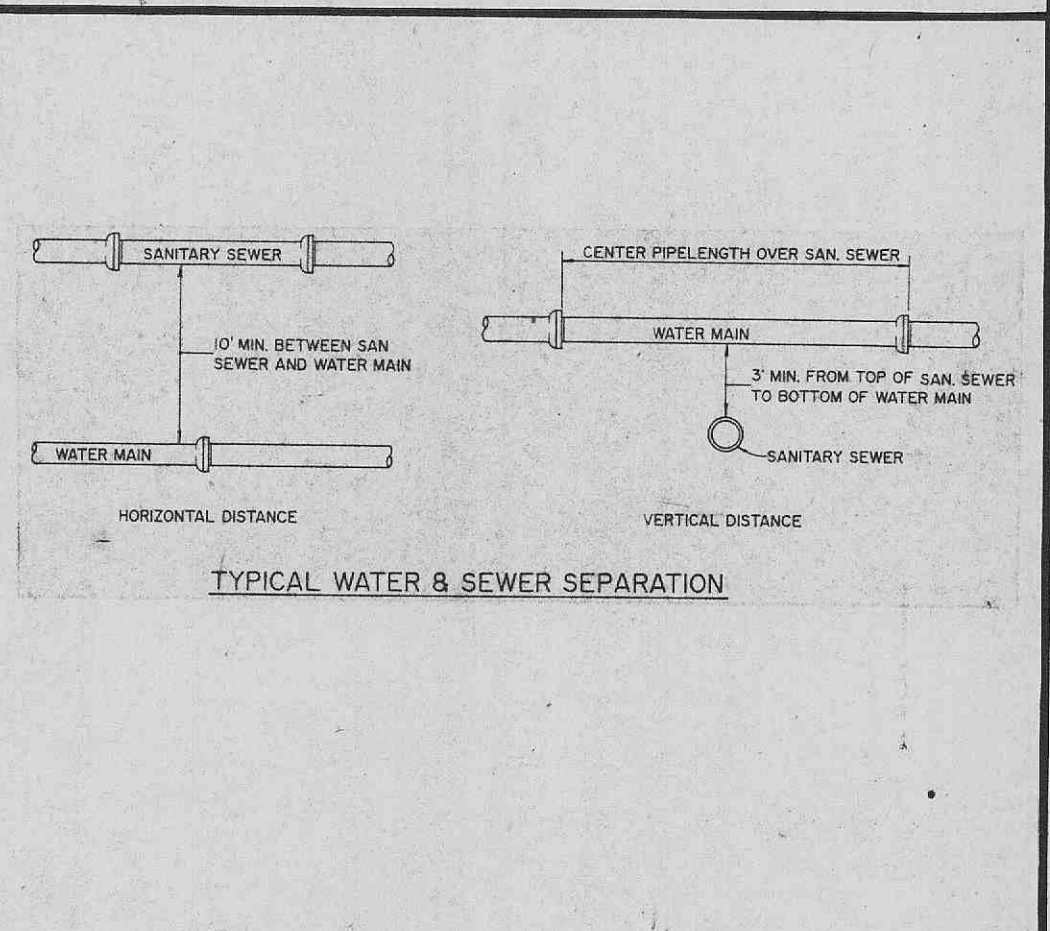 SANITARY SEWER
10' MIN. BETWEEN SAN
SEWER AND WATER MAIN
WATER MAIN
HORIZONTAL DISTANCE
CENTER PIPELENGTH OVER SAN. SEWER
WATER MAIN
3' MIN. FROM TOP OF SAN. SEWER
TO BOTTOM OF WATER MAIN
SANITARY SEWER
VERTICAL DISTANCE
TYPICAL WATER & SEWER SEPARATION